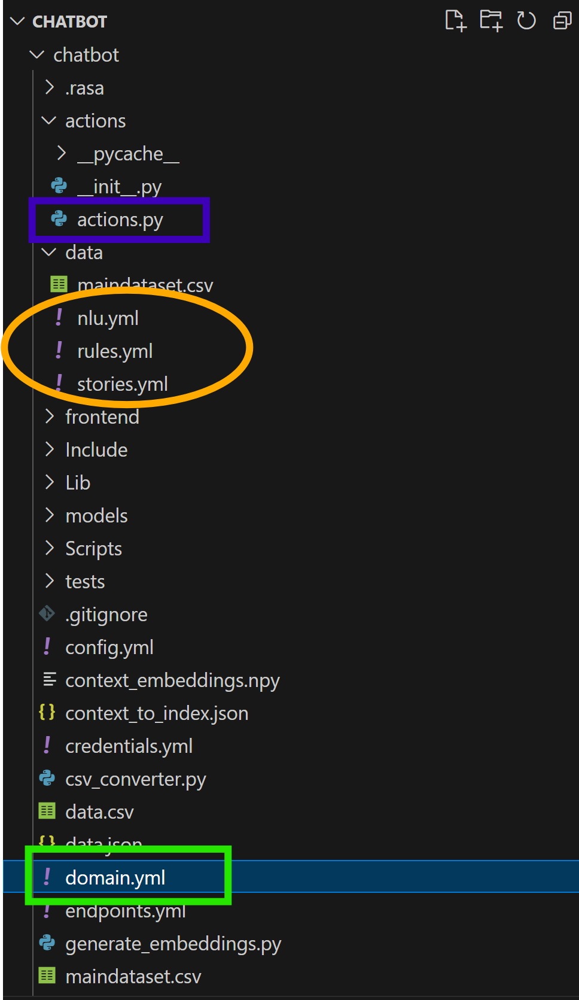 CHATBOT
chatbot
.rasa
actions
__pycache__
__init__.py
actions.py
data
maindataset.csv
nlu.yml
rules.yml
stories.yml
frontend
Include
Lib
models
Scripts
tests
.gitignore
config.yml
context_embeddings.npy
context_to_index.json
credentials.yml
csv_converter.py
data.csv
data.json
domain.yml
endpoints.yml
generate_embeddings.py
maindataset.csv